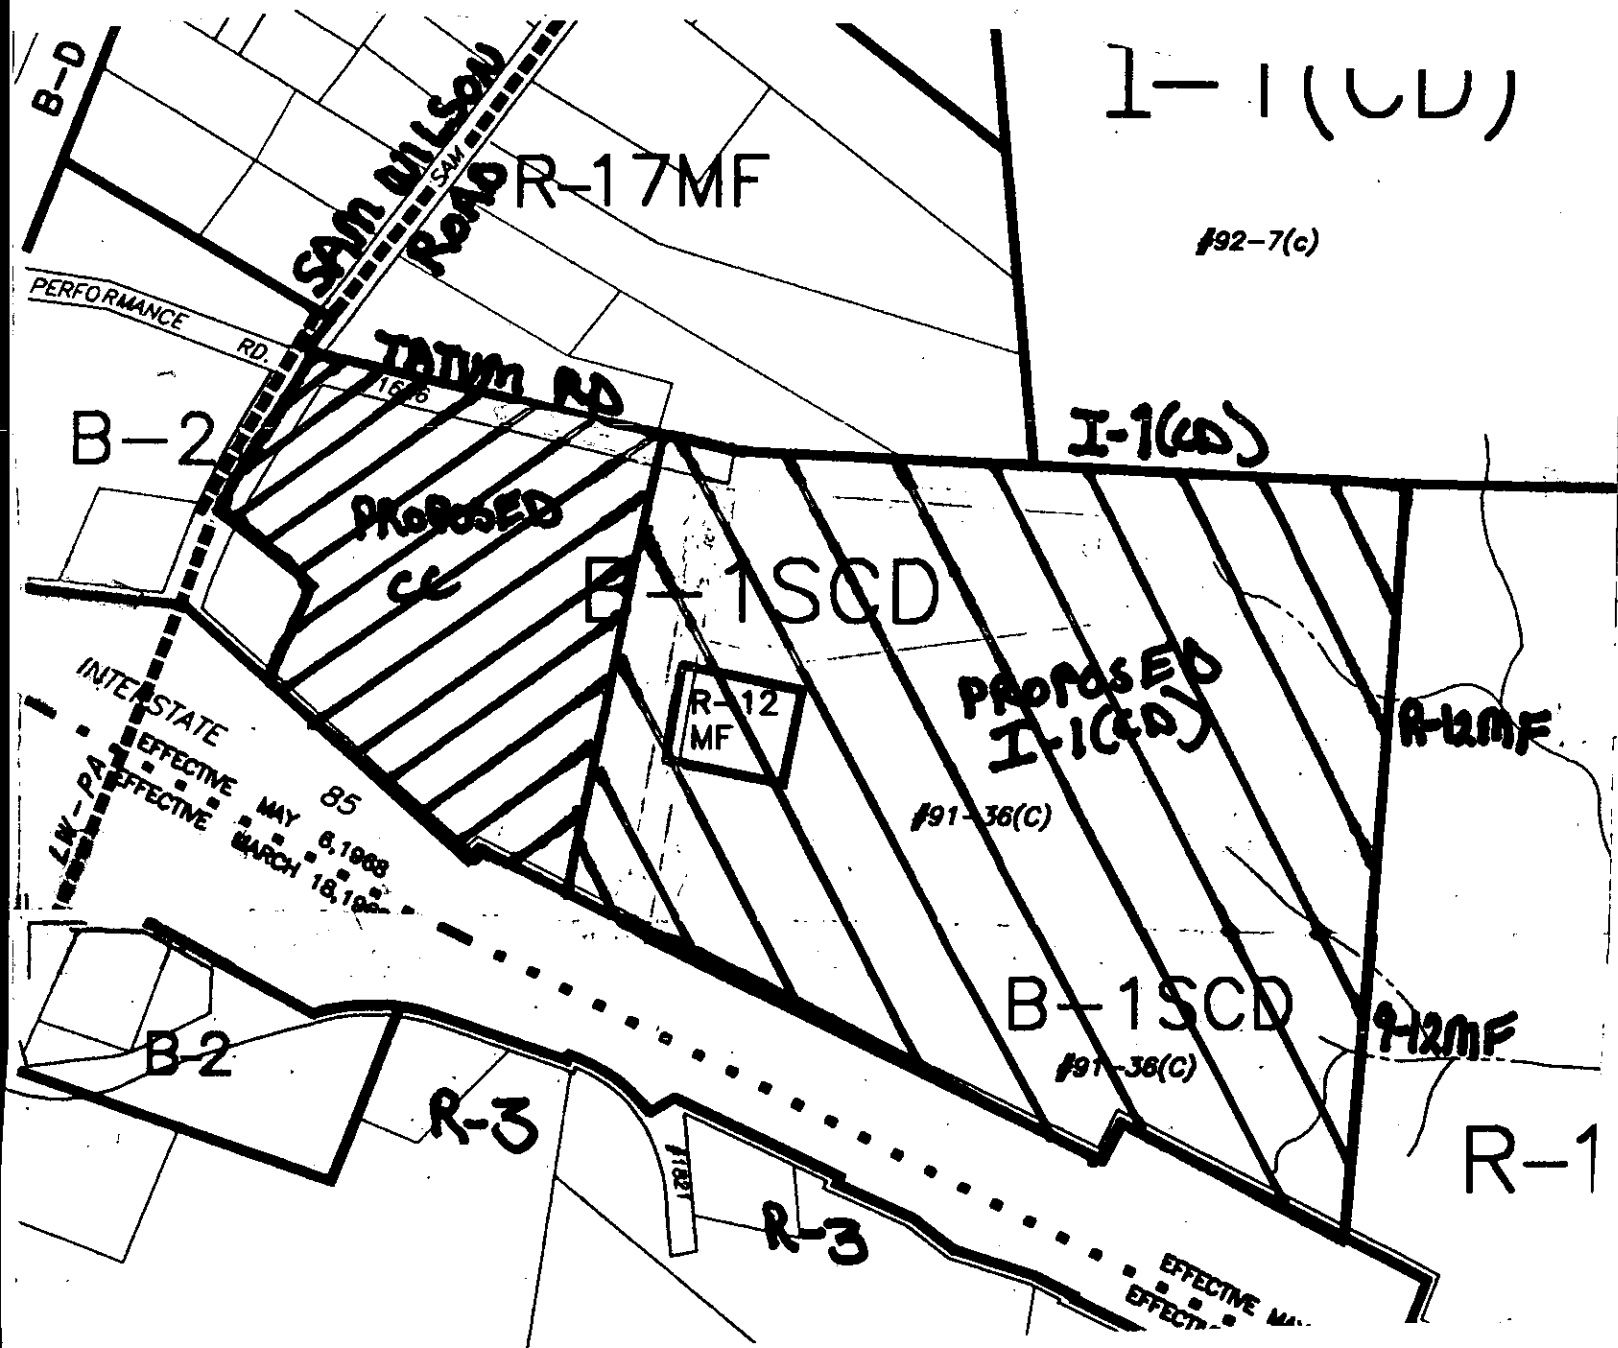 B-D
SAM WILSON
ROAD
SAM
R-17MF
I-1(CD)
#92-7(c)
PERFORMANCE
RD.
TATUM RD
B-2
I-1(CD)
PROPOSED
CC
B-1SCD
R-12
MF
PROPOSED
I-1(CD)
R-12MF
#91-36(C)
INTERSTATE
85
EFFECTIVE MAY 6,1968
EFFECTIVE MARCH 18,19
B-1SCD
#91-36(C)
R-12MF
B-2
R-3
R-1
#1821
R-3
EFFECTIVE MAY